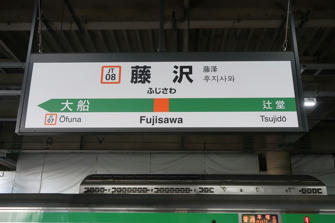 JT 08 藤沢 藤泽
후지사와
ふじさわ
大船 辻堂
JT 07 Ōfuna Fujisawa Tsujidō